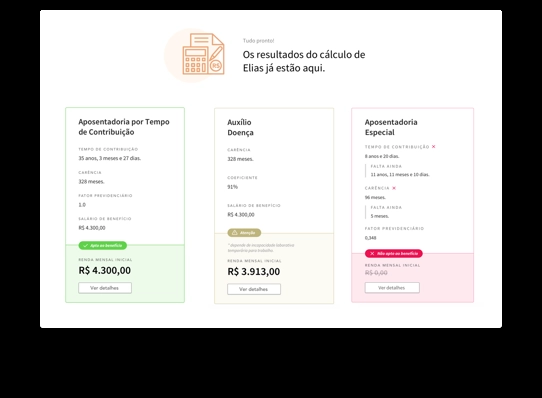 Tudo pronto!
Os resultados do cálculo de
Elias já estão aqui.
Aposentadoria por Tempo
de Contribuição
TEMPO DE CONTRIBUIÇÃO
35 anos, 3 meses e 27 dias.
CARÊNCIA
328 meses.
FATOR PREVIDENCIÁRIO
1.0
SALÁRIO DE BENEFÍCIO
R$ 4.300,00
Apto ao benefício
RENDA MENSAL INICIAL
R$ 4.300,00
Ver detalhes
Auxílio
Doença
CARÊNCIA
328 meses.
COEFICIENTE
91%
SALÁRIO DE BENEFÍCIO
R$ 4.300,00
Atenção
* depende de incapacidade laborativa
temporária para trabalho.
RENDA MENSAL INICIAL
R$ 3.913,00
Ver detalhes
Aposentadoria
Especial
TEMPO DE CONTRIBUIÇÃO
8 anos e 20 dias.
FALTA AINDA
11 anos, 11 meses e 10 dias.
CARÊNCIA
96 meses.
FALTA AINDA
5 meses.
FATOR PREVIDENCIÁRIO
0,348
Não apto ao benefício
RENDA MENSAL INICIAL
R$ 0,00
Ver detalhes